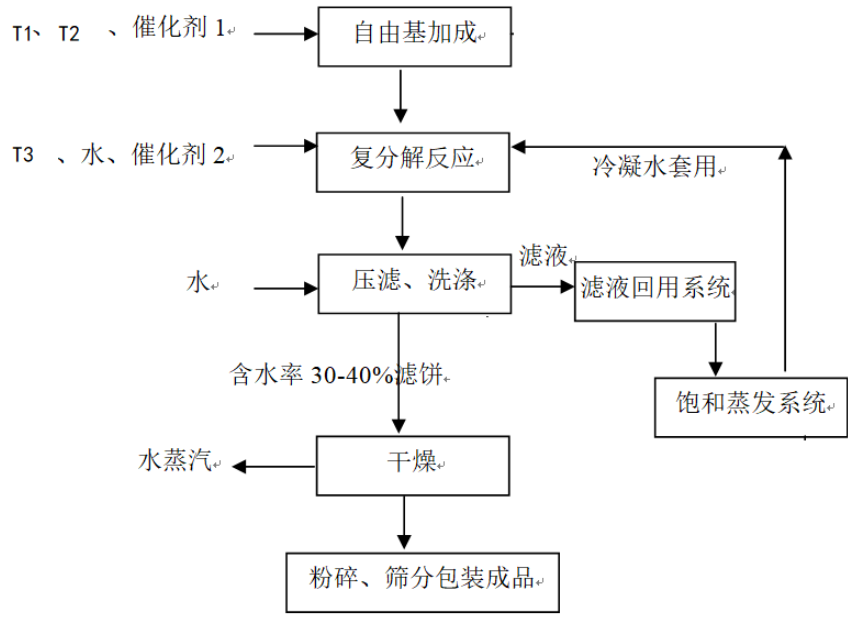 T1、T2 、催化剂 1
自由基加成
T3 、水、催化剂 2
复分解反应
冷凝水套用
水
压滤、洗涤
滤液
滤液回用系统
含水率 30-40%滤饼
饱和蒸发系统
水蒸汽
干燥
粉碎、筛分包装成品